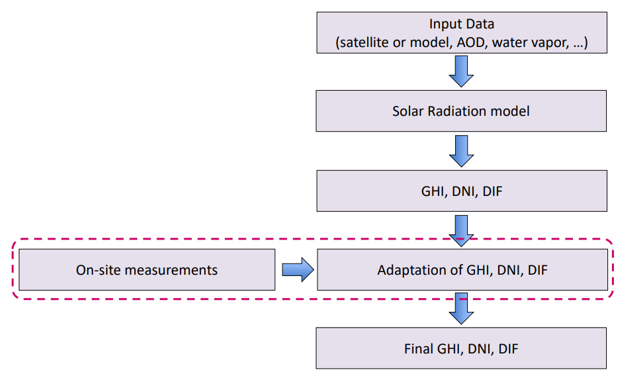 Input Data
(satellite or model, AOD, water vapor, ...)
Solar Radiation model
GHI, DNI, DIF
On-site measurements
Adaptation of GHI, DNI, DIF
Final GHI, DNI, DIF